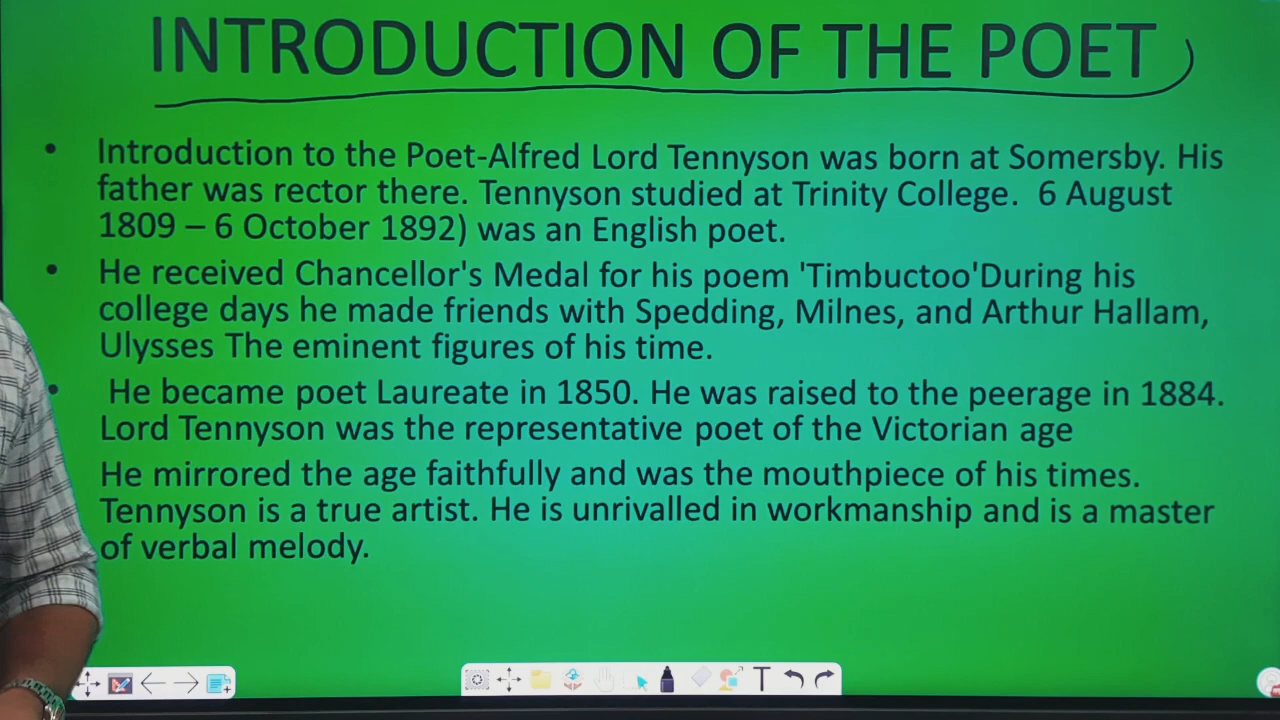 INTRODUCTION OF THE POET
• Introduction to the Poet-Alfred Lord Tennyson was born at Somersby. His
father was rector there. Tennyson studied at Trinity College.  6 August
1809 – 6 October 1892) was an English poet.
• He received Chancellor's Medal for his poem 'Timbuctoo'During his
college days he made friends with Spedding, Milnes, and Arthur Hallam,
Ulysses The eminent figures of his time.
• He became poet Laureate in 1850. He was raised to the peerage in 1884.
Lord Tennyson was the representative poet of the Victorian age
He mirrored the age faithfully and was the mouthpiece of his times.
Tennyson is a true artist. He is unrivalled in workmanship and is a master
of verbal melody.
T